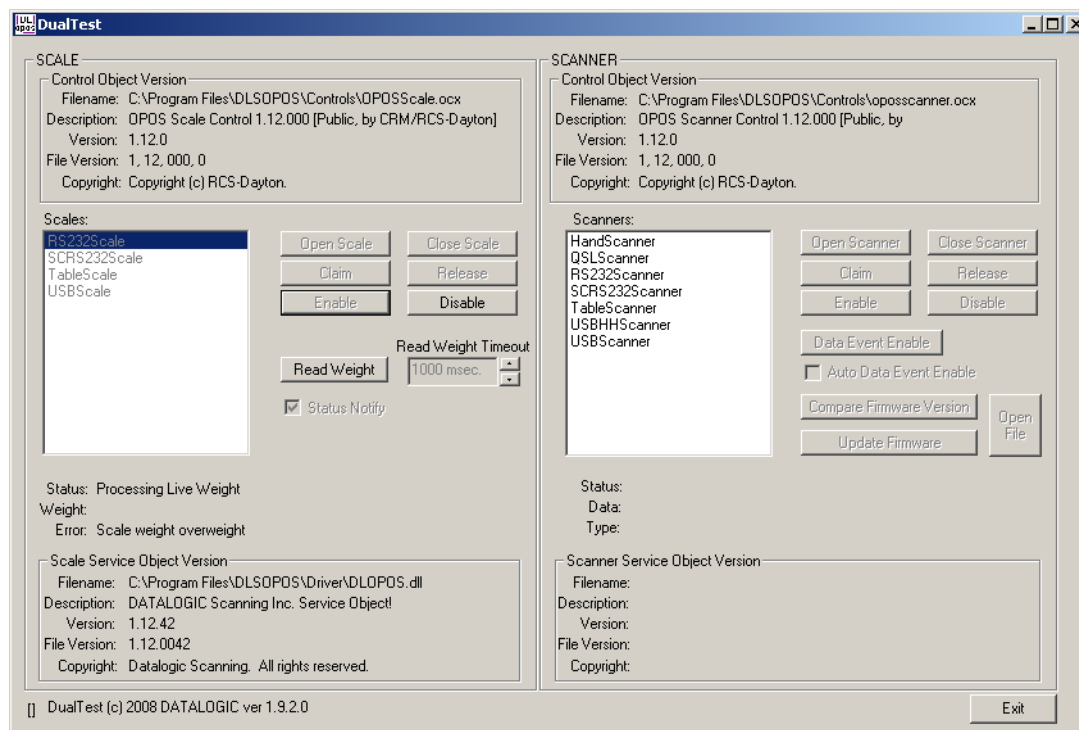 DualTest
SCALE
Control Object Version
Filename: C:\Program Files\DLSOPOS\Controls\OPOSScale.ocx
Description: OPOS Scale Control 1.12.000 [Public, by CRM/RCS-Dayton]
Version: 1.12.0
File Version: 1, 12, 000, 0
Copyright: Copyright (c) RCS-Dayton.
Scales:
RS232Scale
SCRS232Scale
TableScale
USBScale
Open Scale Close Scale
Claim Release
Enable Disable
Read Weight Timeout
Read Weight 1000 msec.
Status Notify
Status: Processing Live Weight
Weight:
Error: Scale weight overweight
Scale Service Object Version
Filename: C:\Program Files\DLSOPOS\Driver\DLOPOS.dll
Description: DATALOGIC Scanning Inc. Service Object!
Version: 1.12.42
File Version: 1.12.0042
Copyright: Datalogic Scanning. All rights reserved.
SCANNER
Control Object Version
Filename: C:\Program Files\DLSOPOS\Controls\oposscanner.ocx
Description: OPOS Scanner Control 1.12.000 [Public, by
Version: 1.12.0
File Version: 1, 12, 000, 0
Copyright: Copyright (c) RCS-Dayton.
Scanners:
HandScanner
QSLScanner
RS232Scanner
SCRS232Scanner
TableScanner
USBHHScanner
USBScanner
Open Scanner Close Scanner
Claim Release
Enable Disable
Data Event Enable
Auto Data Event Enable
Compare Firmware Version
Update Firmware
Open
File
Status:
Data:
Type:
Scanner Service Object Version
Filename:
Description:
Version:
File Version:
Copyright:
[] DualTest (c) 2008 DATALOGIC ver 1.9.2.0
Exit